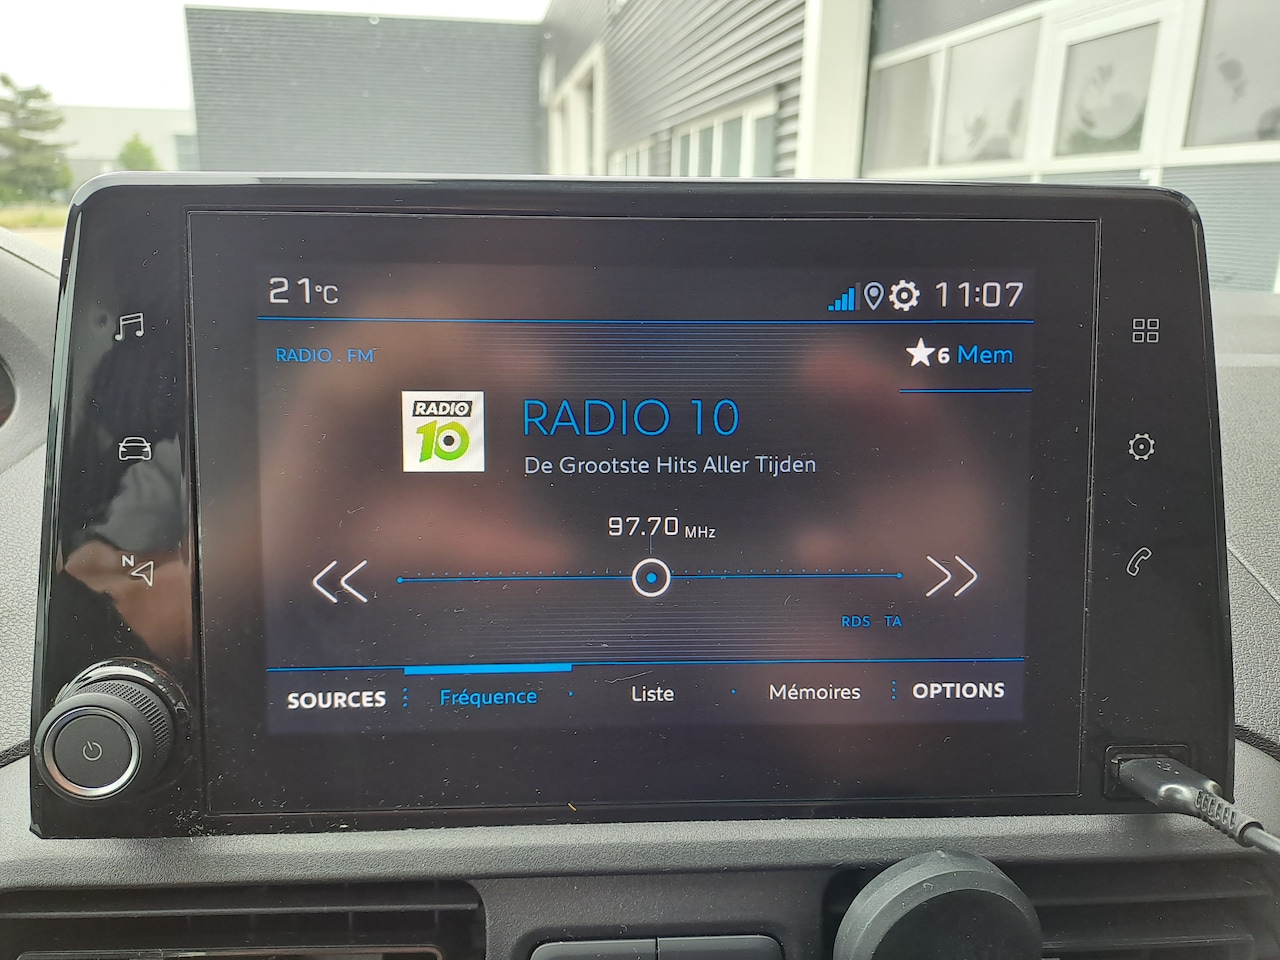 21°C 11:07
RADIO . FM ★6 Mem
RADIO
10
RADIO 10
De Grootste Hits Aller Tijden
97.70 MHz
RDS TA
SOURCES Fréquence Liste Mémoires OPTIONS
N